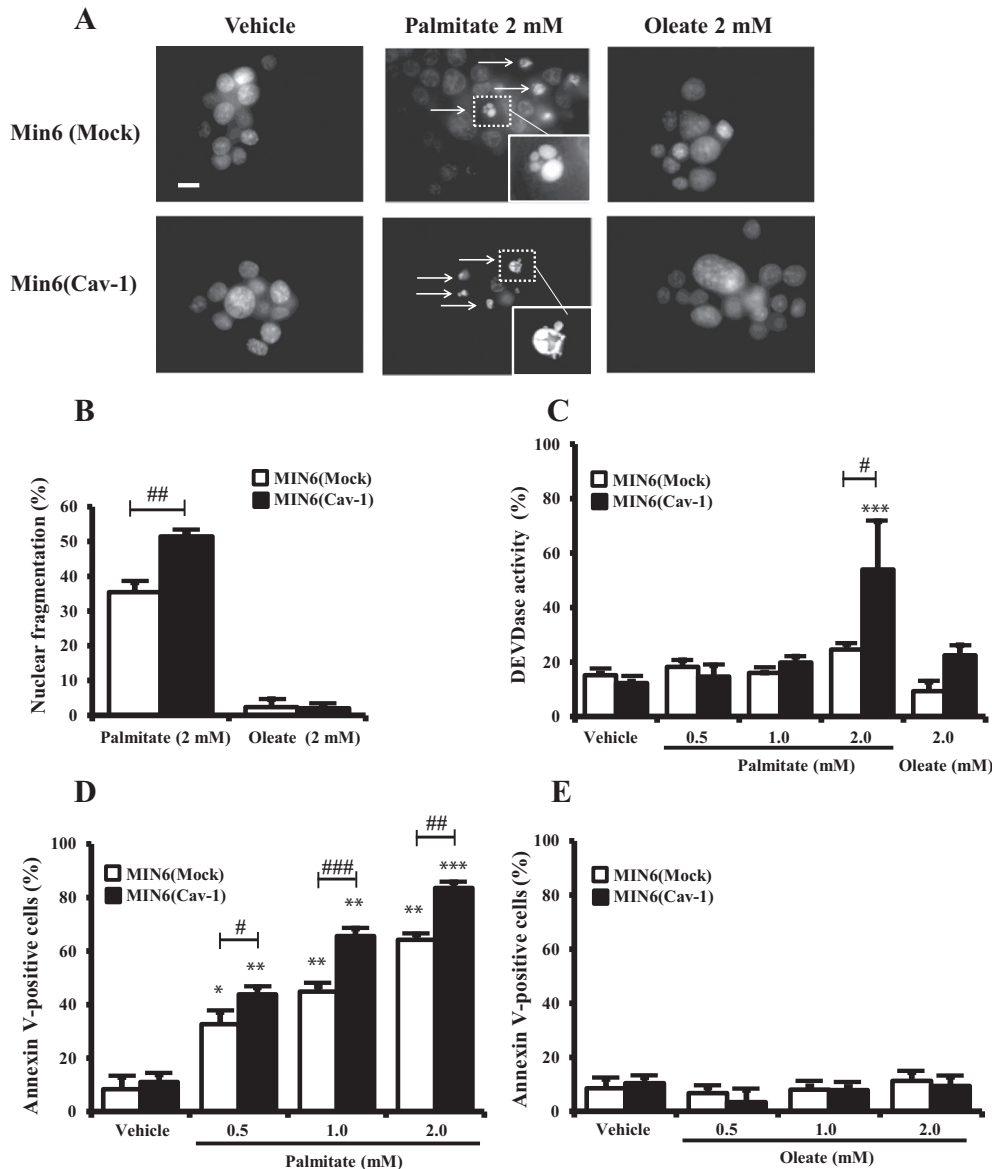 A
Vehicle Palmitate 2 mM Oleate 2 mM
Min6 (Mock)
Min6(Cav-1)
B
Nuclear fragmentation (%)
60
50
40
30
20
10
0
##
MIN6(Mock)
MIN6(Cav-1)
Palmitate (2 mM) Oleate (2 mM)
C
DEVDase activity (%)
100
80
60
40
20
0
MIN6(Mock)
MIN6(Cav-1)
#
***
Vehicle 0.5 1.0 2.0 2.0
Palmitate (mM) Oleate (mM)
D
Annexin V-positive cells (%)
100
80
60
40
20
0
MIN6(Mock)
MIN6(Cav-1)
#
* **
###
** **
##
** ***
Vehicle 0.5 1.0 2.0
Palmitate (mM)
E
Annexin V-positive cells (%)
100
80
60
40
20
0
MIN6(Mock)
MIN6(Cav-1)
Vehicle 0.5 1.0 2.0
Oleate (mM)